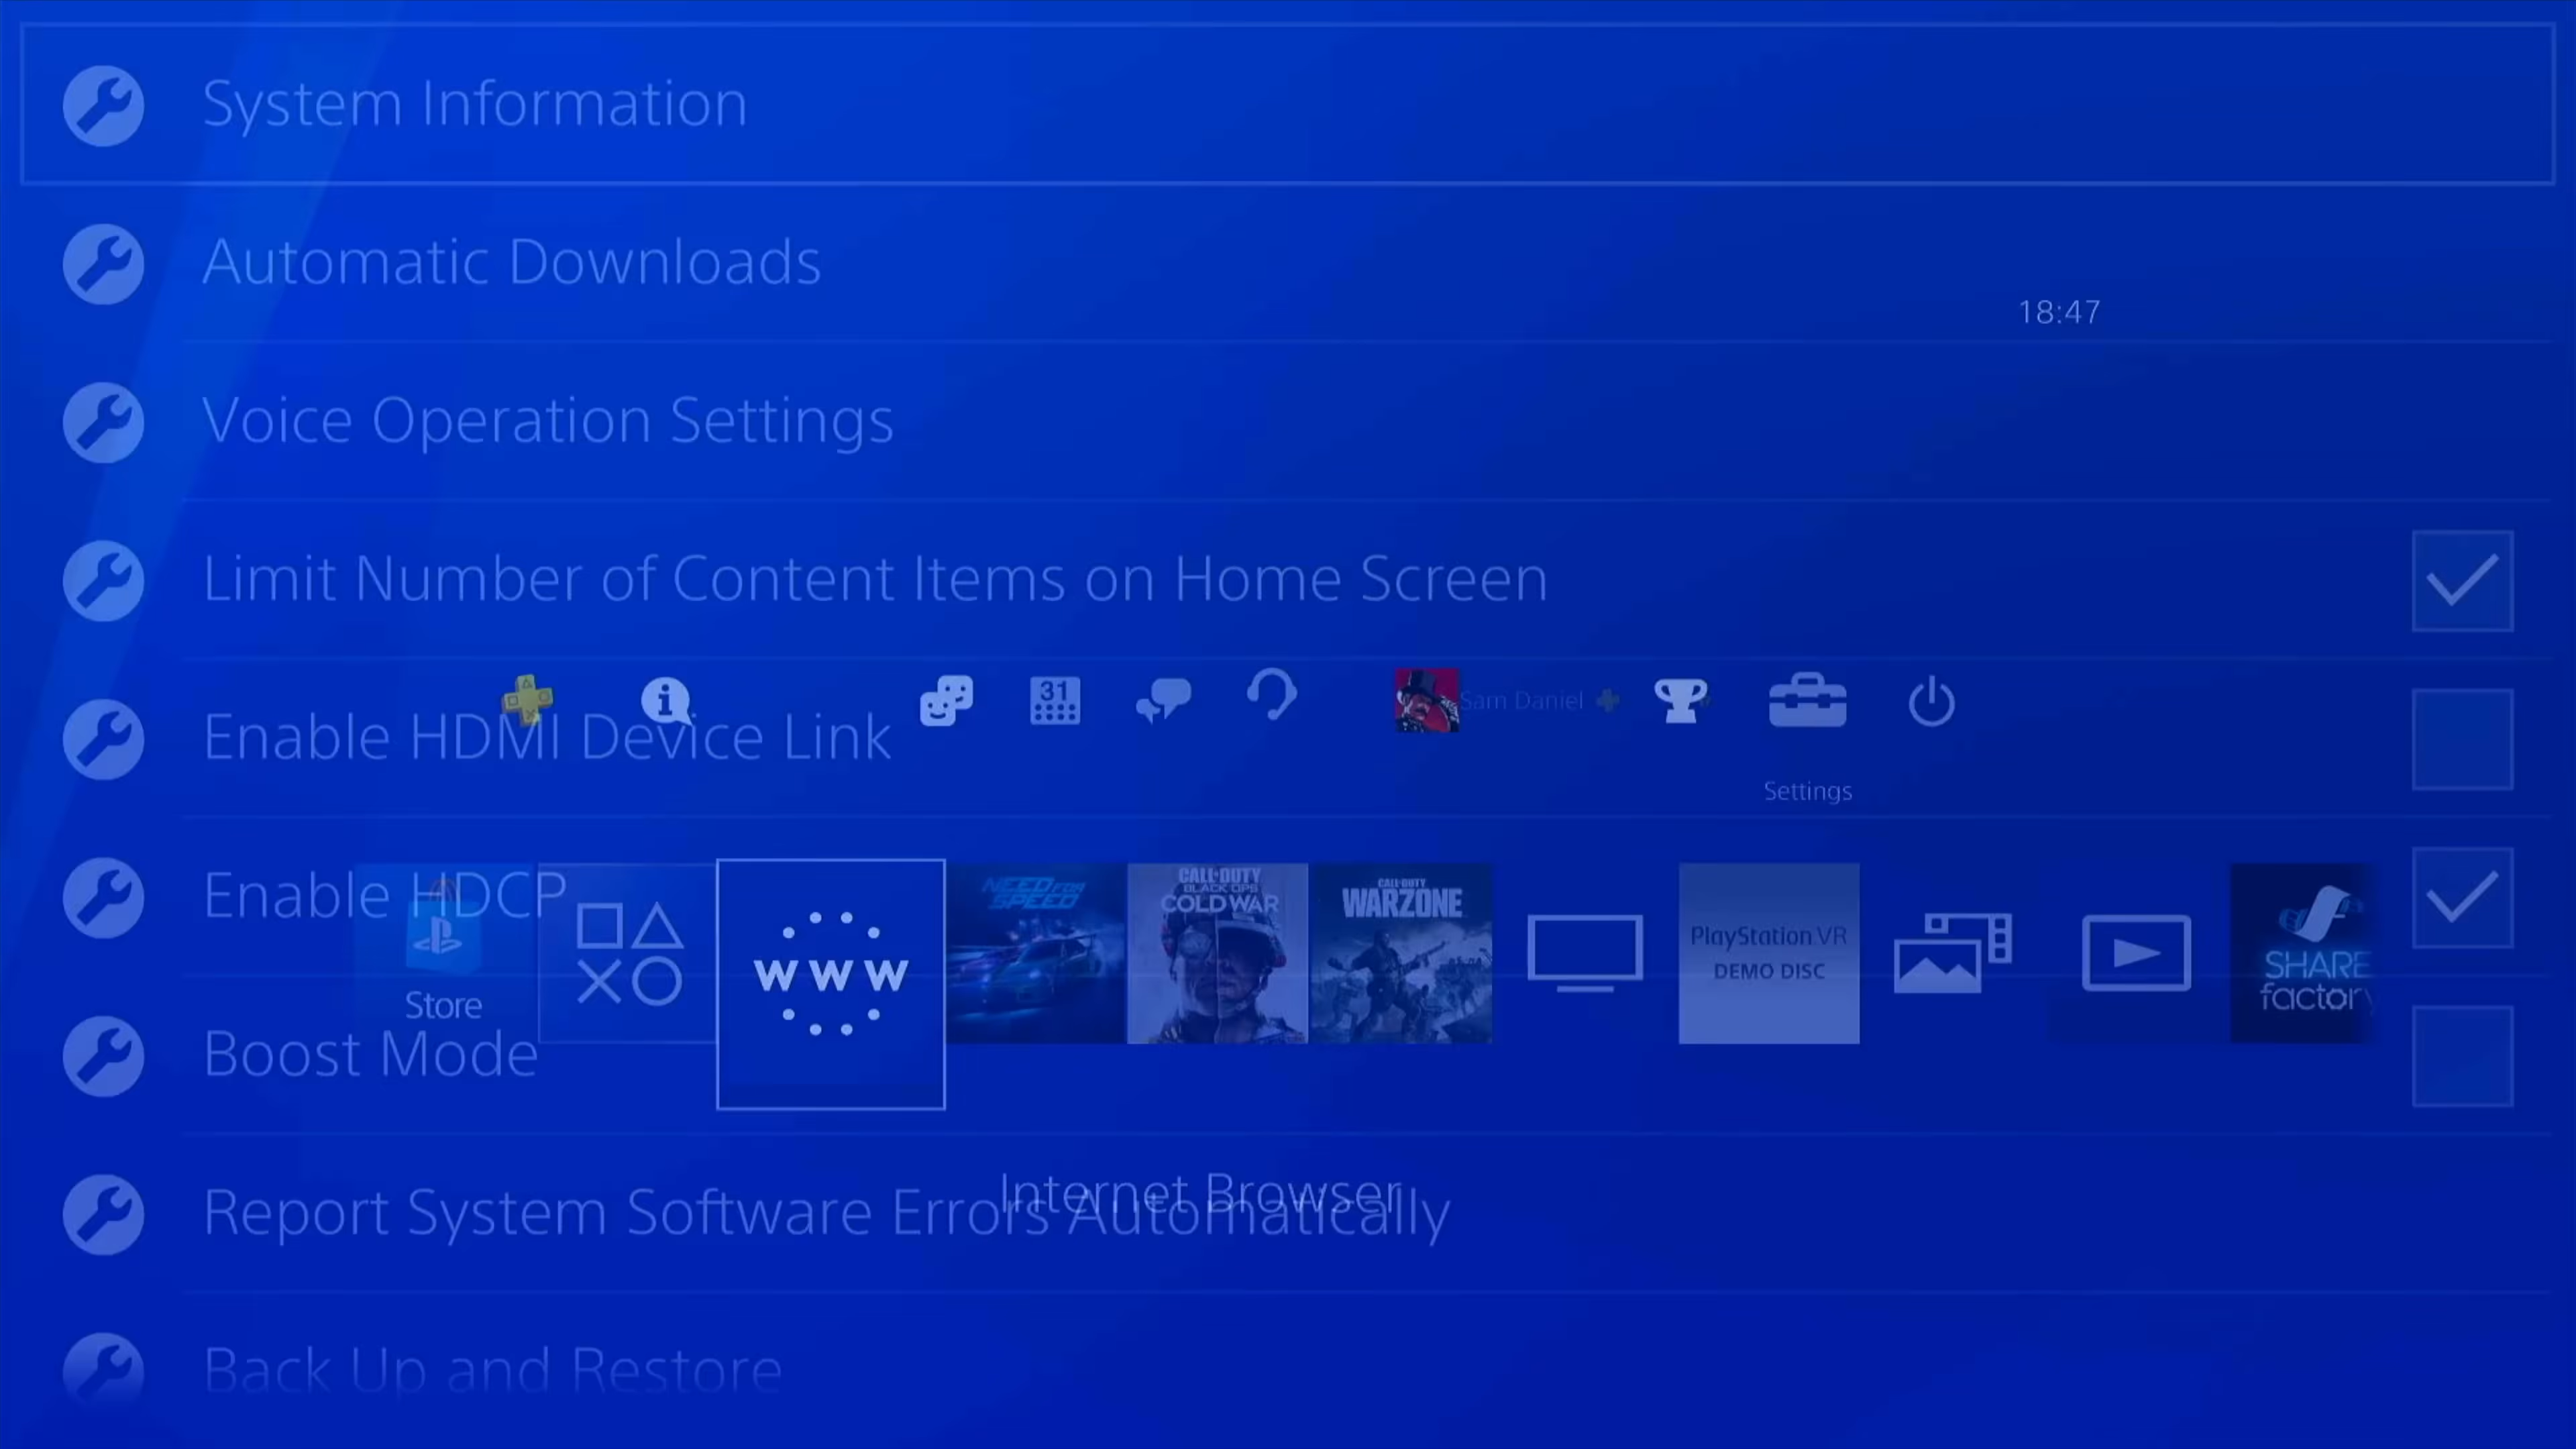 System Information
Automatic Downloads
18:47
Voice Operation Settings
Limit Number of Content Items on Home Screen
31
Sam Daniel
Enable HDMI Device Link
Settings
Enable HDCP
Store
www
NEED FOR
SPEED
CALL OF DUTY
BLACK OPS
COLD WAR
CALL OF DUTY
WARZONE
PlayStation VR
DEMO DISC
SHARE
factory
Boost Mode
Internet Browser
Report System Software Errors Automatically
Back Up and Restore